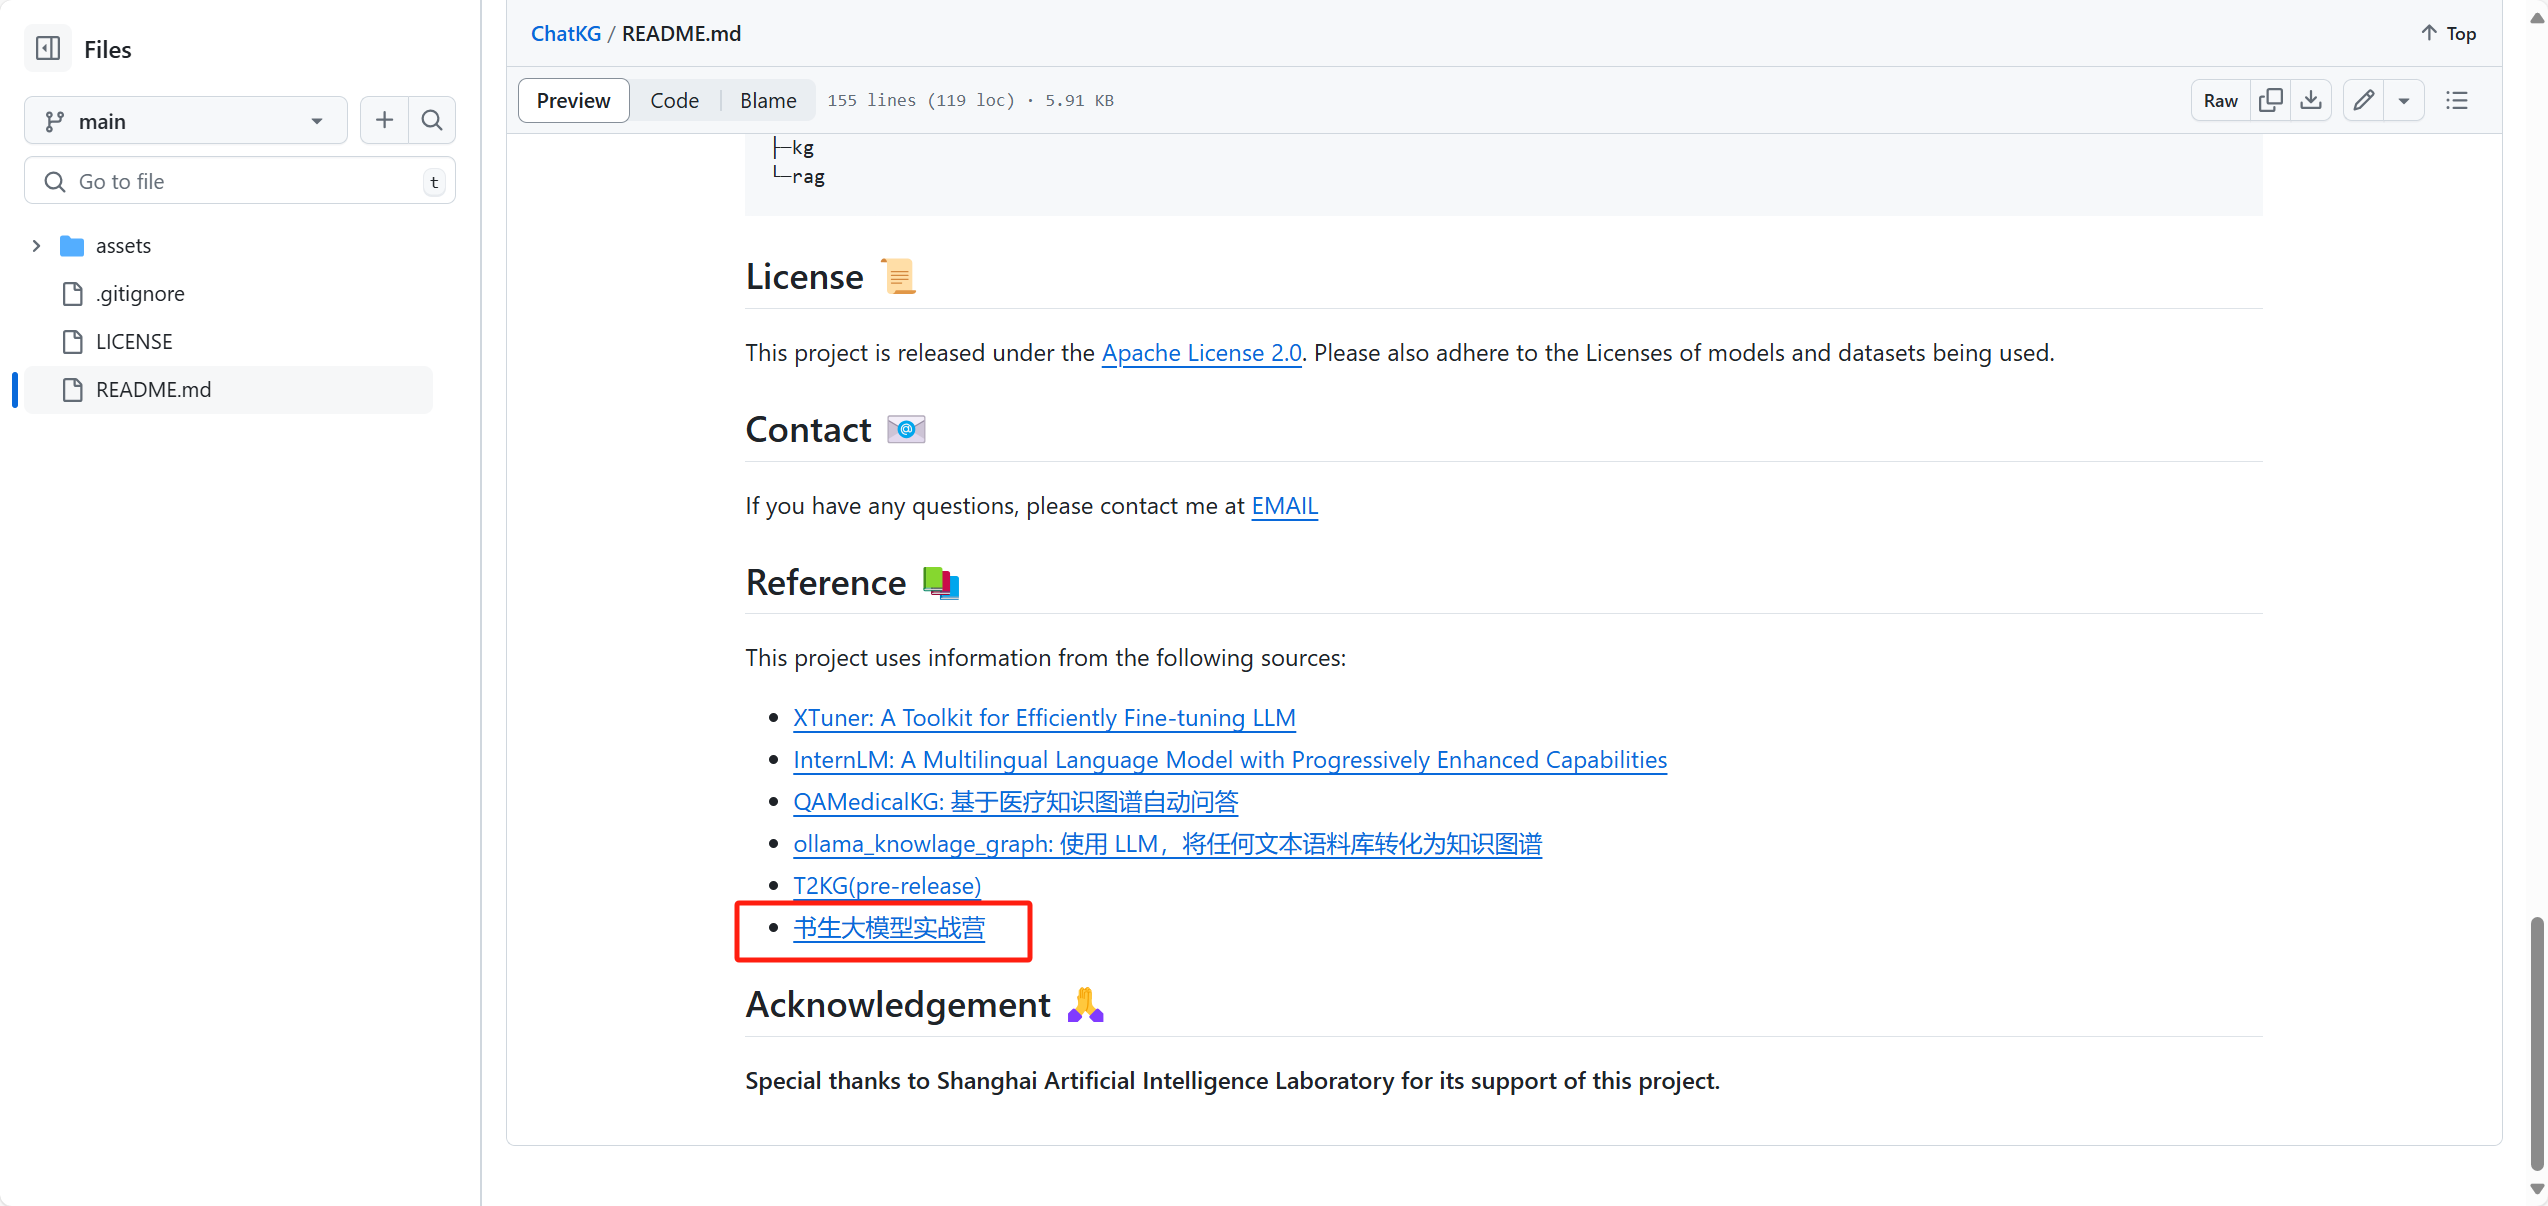 Files
main
Go to file
t
assets
.gitignore
LICENSE
README.md
ChatKG / README.md
Top
Preview
Code
Blame
155 lines (119 loc) · 5.91 KB
Raw
├─kg
└─rag
License 📜
This project is released under the Apache License 2.0. Please also adhere to the Licenses of models and datasets being used.
Contact 📧
If you have any questions, please contact me at EMAIL
Reference 📚
This project uses information from the following sources:
• XTuner: A Toolkit for Efficiently Fine-tuning LLM
• InternLM: A Multilingual Language Model with Progressively Enhanced Capabilities
• QAMedicalKG: 基于医疗知识图谱自动问答
• ollama_knowlage_graph: 使用 LLM，将任何文本语料库转化为知识图谱
• T2KG(pre-release)
• 书生大模型实战营
Acknowledgement 🙏
Special thanks to Shanghai Artificial Intelligence Laboratory for its support of this project.